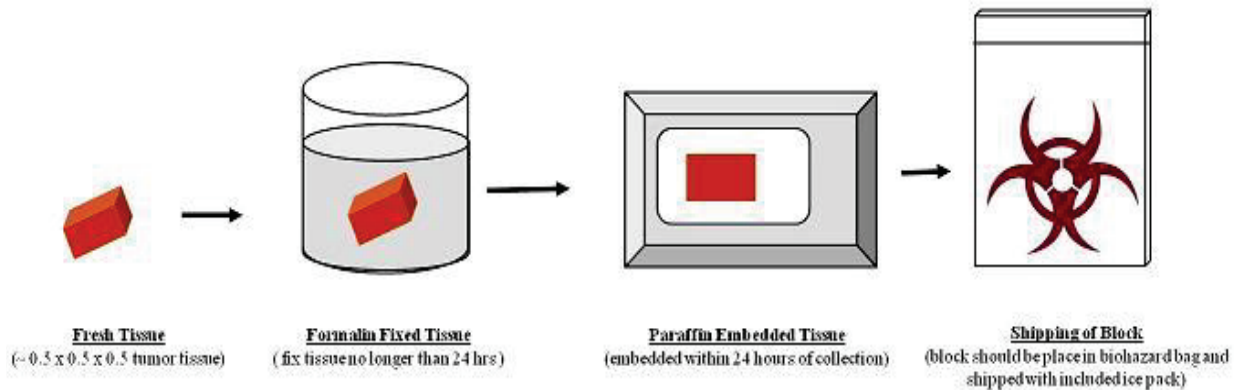 Fresh Tissue
(~ 0.5 x 0.5 x 0.5 tumor tissue)
Formalin Fixed Tissue
( fix tissue no longer than 24 hrs )
Paraffin Embedded Tissue
(embedded within 24 hours of collection)
Shipping of Block
(block should be place in biohazard bag and
shipped with included ice pack)